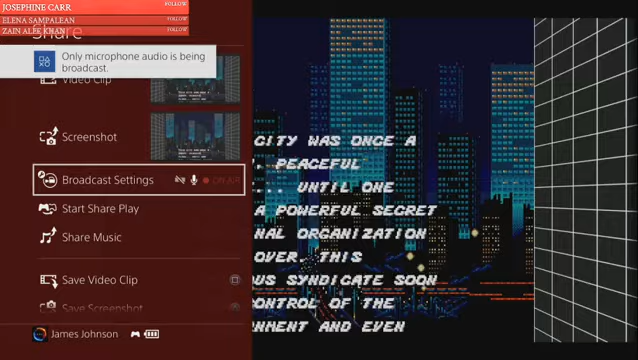 JOSEPHINE CARR FOLLOW
ELENA SAMPALEAN FOLLOW
ZAIN ALEE KHAN FOLLOW
Share
Only microphone audio is being
broadcast.
Video Clip
Screenshot
Broadcast Settings ON AIR
Start Share Play
Share Music
Save Video Clip
Save Screenshot
James Johnson
CITY WAS ONCE A
PEACEFUL
... UNTIL ONE
A POWERFUL SECRET
NAL ORGANIZATION
OVER. THIS
US SYNDICATE SOON
CONTROL OF THE
NMENT AND EVEN